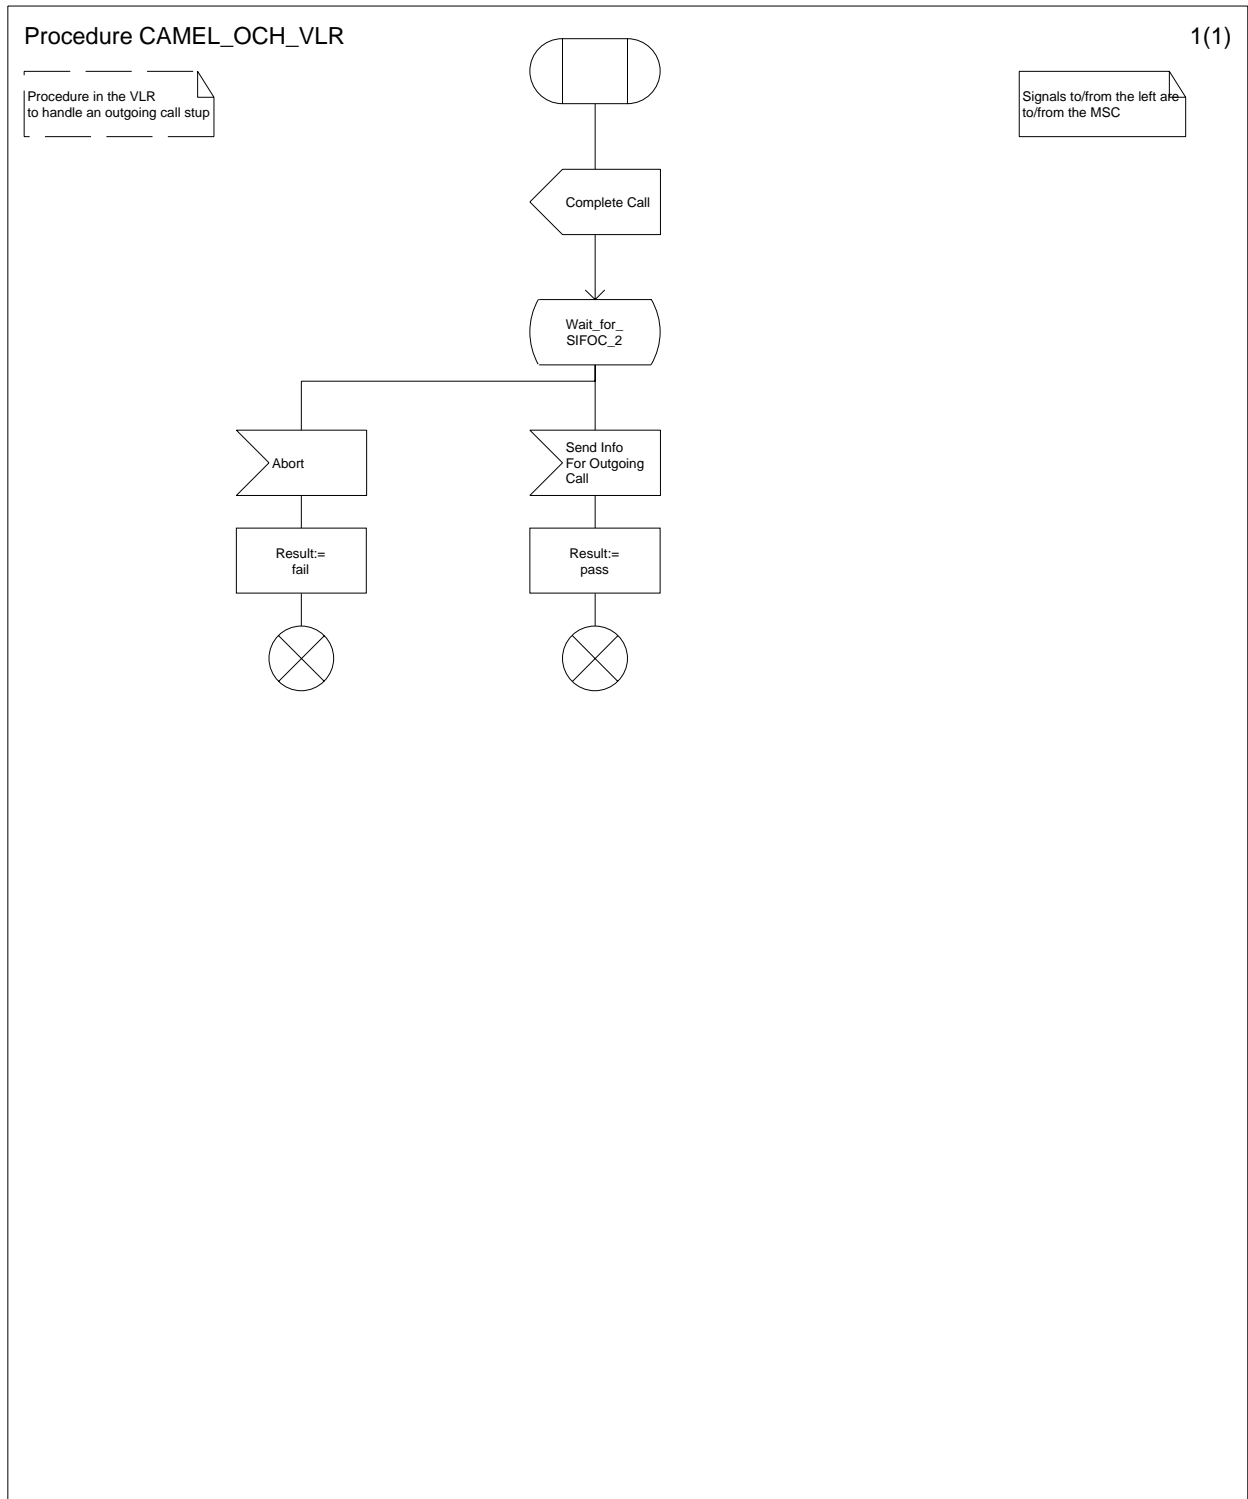 Procedure CAMEL_OCH_VLR
1(1)
Procedure in the VLR
to handle an outgoing call stup
Signals to/from the left are
to/from the MSC
Complete Call
Wait_for_
SIFOC_2
Abort
Send Info
For Outgoing
Call
Result:=
fail
Result:=
pass